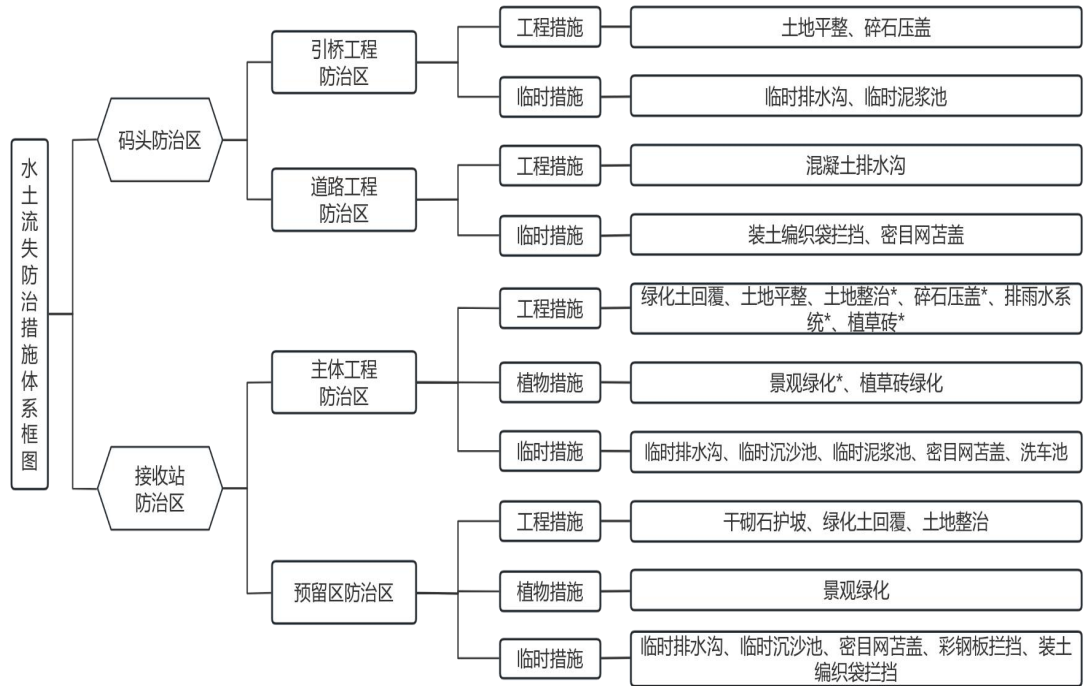 水土流失防治措施体系框图
码头防治区
引桥工程
防治区
工程措施
土地平整、碎石压盖
临时措施
临时排水沟、临时泥浆池
道路工程
防治区
工程措施
混凝土排水沟
临时措施
装土编织袋拦挡、密目网苫盖
接收站
防治区
主体工程
防治区
工程措施
绿化土回覆、土地平整、土地整治*、碎石压盖*、排雨水系
统*、植草砖*
植物措施
景观绿化*、植草砖绿化
临时措施
临时排水沟、临时沉沙池、临时泥浆池、密目网苫盖、洗车池
预留区防治区
工程措施
干砌石护坡、绿化土回覆、土地整治
植物措施
景观绿化
临时措施
临时排水沟、临时沉沙池、密目网苫盖、彩钢板拦挡、装土
编织袋拦挡